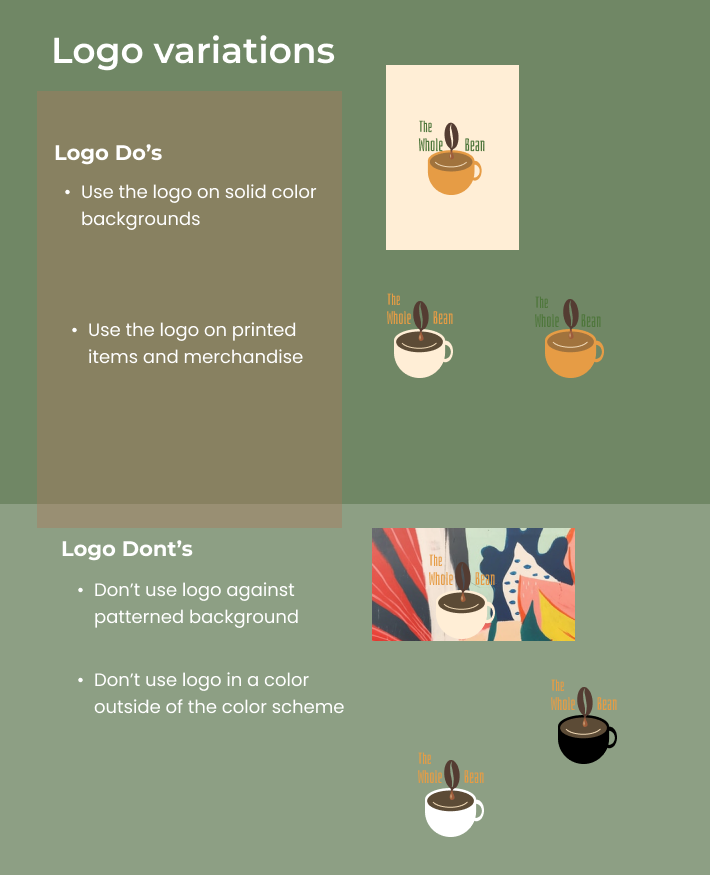 Logo variations
Logo Do's
• Use the logo on solid color
backgrounds
• Use the logo on printed
items and merchandise
The
Whole Bean
The
Whole Bean
The
Whole Bean
Logo Dont's
• Don't use logo against
patterned background
• Don't use logo in a color
outside of the color scheme
The
Whole Bean
The
Whole Bean
The
Whole Bean